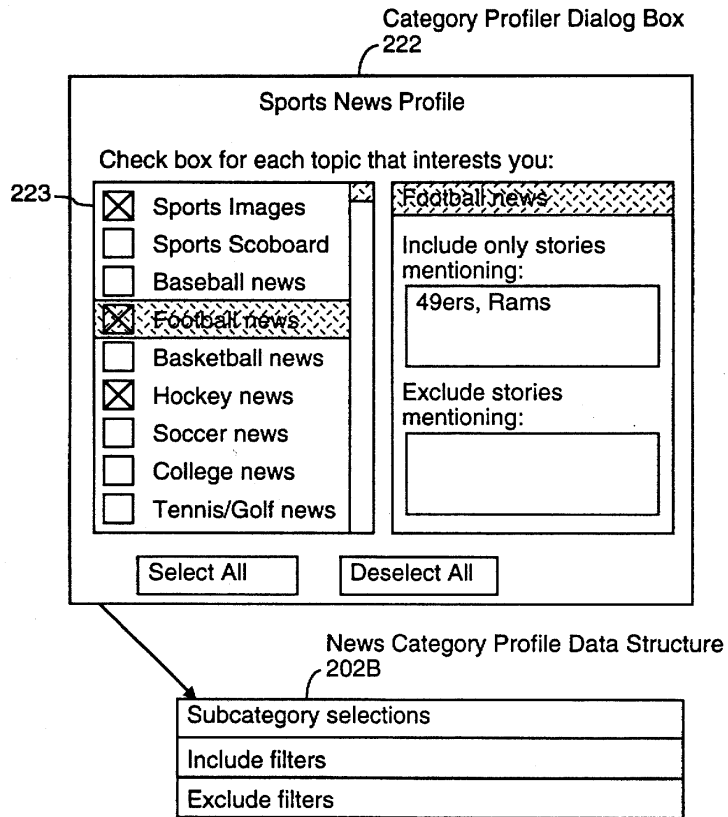 Category Profiler Dialog Box
222
Sports News Profile
Check box for each topic that interests you:
223
Sports Images
Sports Scoboard
Baseball news
Football news
Basketball news
Hockey news
Soccer news
College news
Tennis/Golf news
Football news
Include only stories
mentioning:
49ers, Rams
Exclude stories
mentioning:
Select All
Deselect All
News Category Profile Data Structure
202B
Subcategory selections
Include filters
Exclude filters